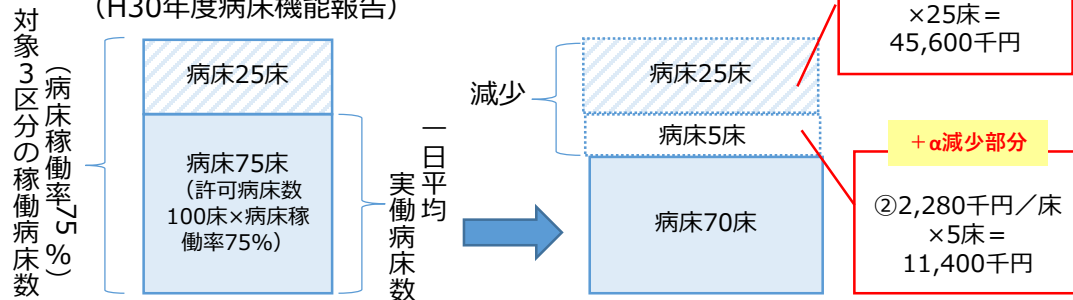 (H30年度病床機能報告)
対象3区分の稼働病床数
(病床稼働率75%)
病床25床
病床75床
(許可病床数
100床×病床稼
働率75%)
一日平均
実働病床数
減少
病床25床
病床5床
病床70床
×25床=
45,600千円
+α減少部分
②2,280千円/床
×5床=
11,400千円